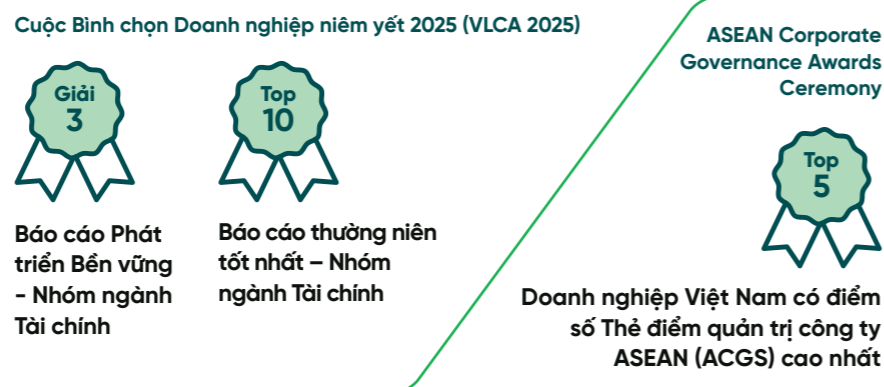 Cuộc Bình chọn Doanh nghiệp niêm yết 2025 (VLCA 2025)
Giải
3
Báo cáo Phát
triển Bền vững
- Nhóm ngành
Tài chính
Top
10
Báo cáo thường niên
tốt nhất – Nhóm
ngành Tài chính
ASEAN Corporate
Governance Awards
Ceremony
Top
5
Doanh nghiệp Việt Nam có điểm
số Thẻ điểm quản trị công ty
ASEAN (ACGS) cao nhất